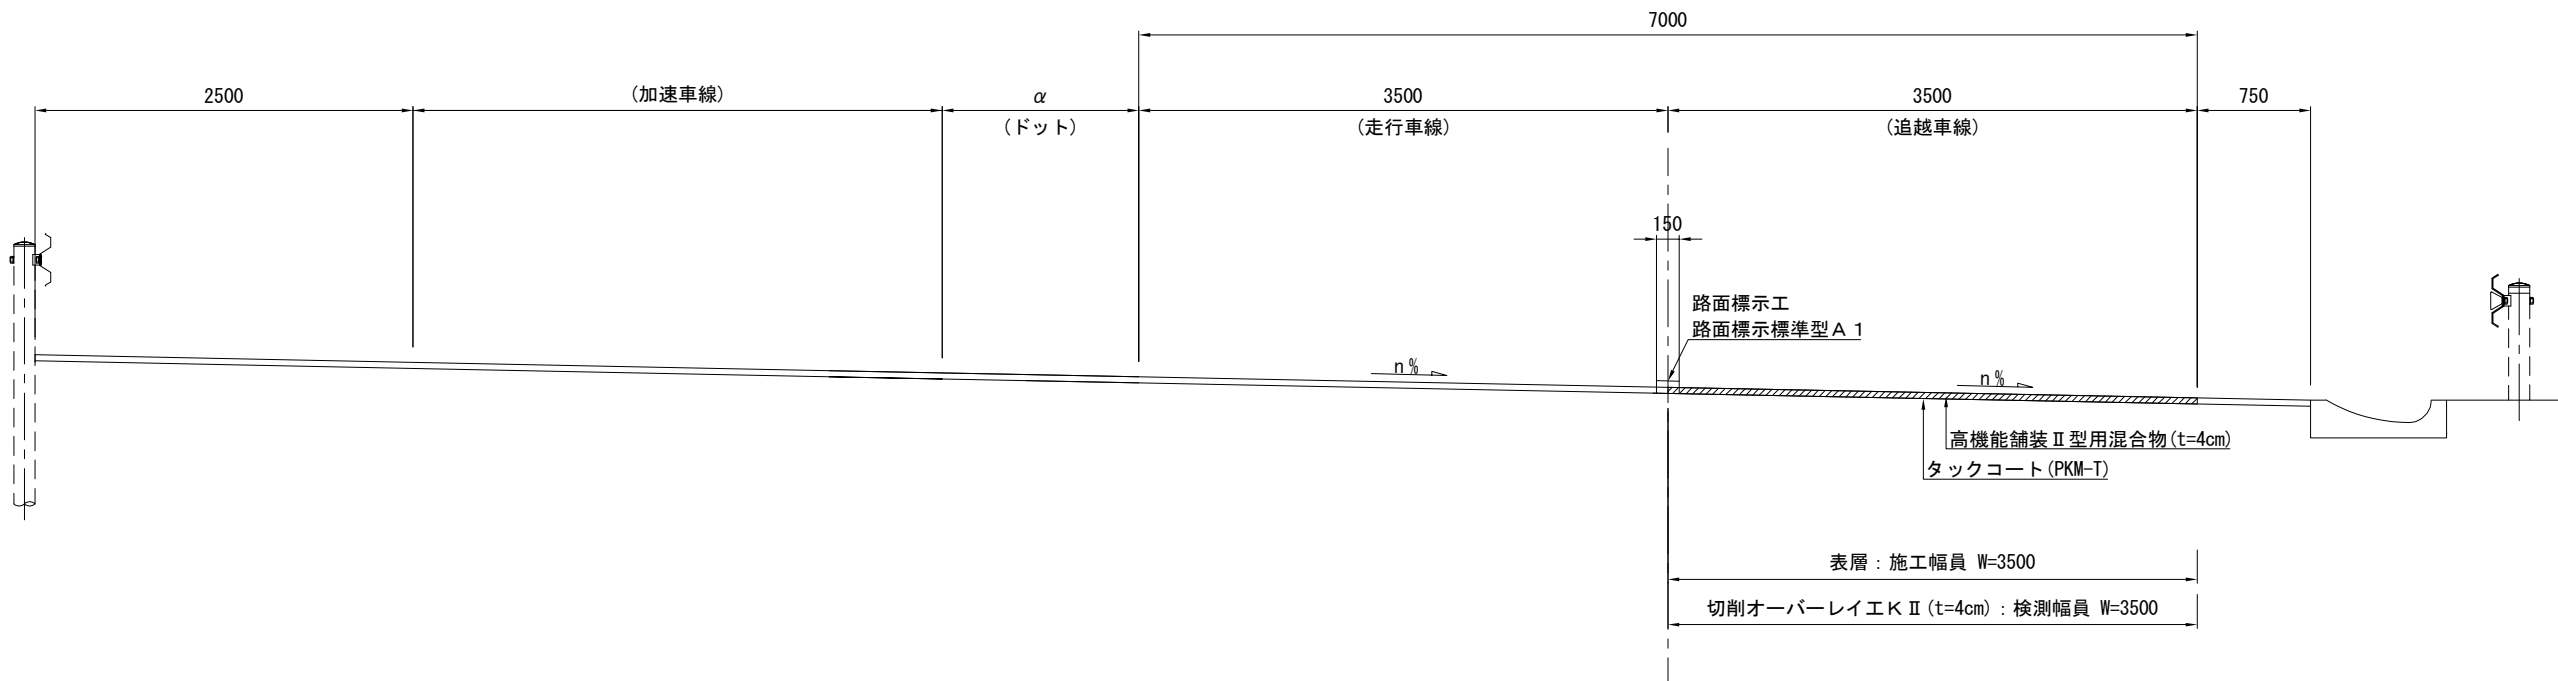 7000
2500
(加速車線)
α
(ドット)
3500
(走行車線)
3500
(追越車線)
750
150
路面標示工
路面標示標準型A1
n%
n%
高機能舗装Ⅱ型用混合物(t=4cm)
タックコート(PKM-T)
表層：施工幅員 W=3500
切削オーバーレイ工KⅡ(t=4cm)：検測幅員 W=3500